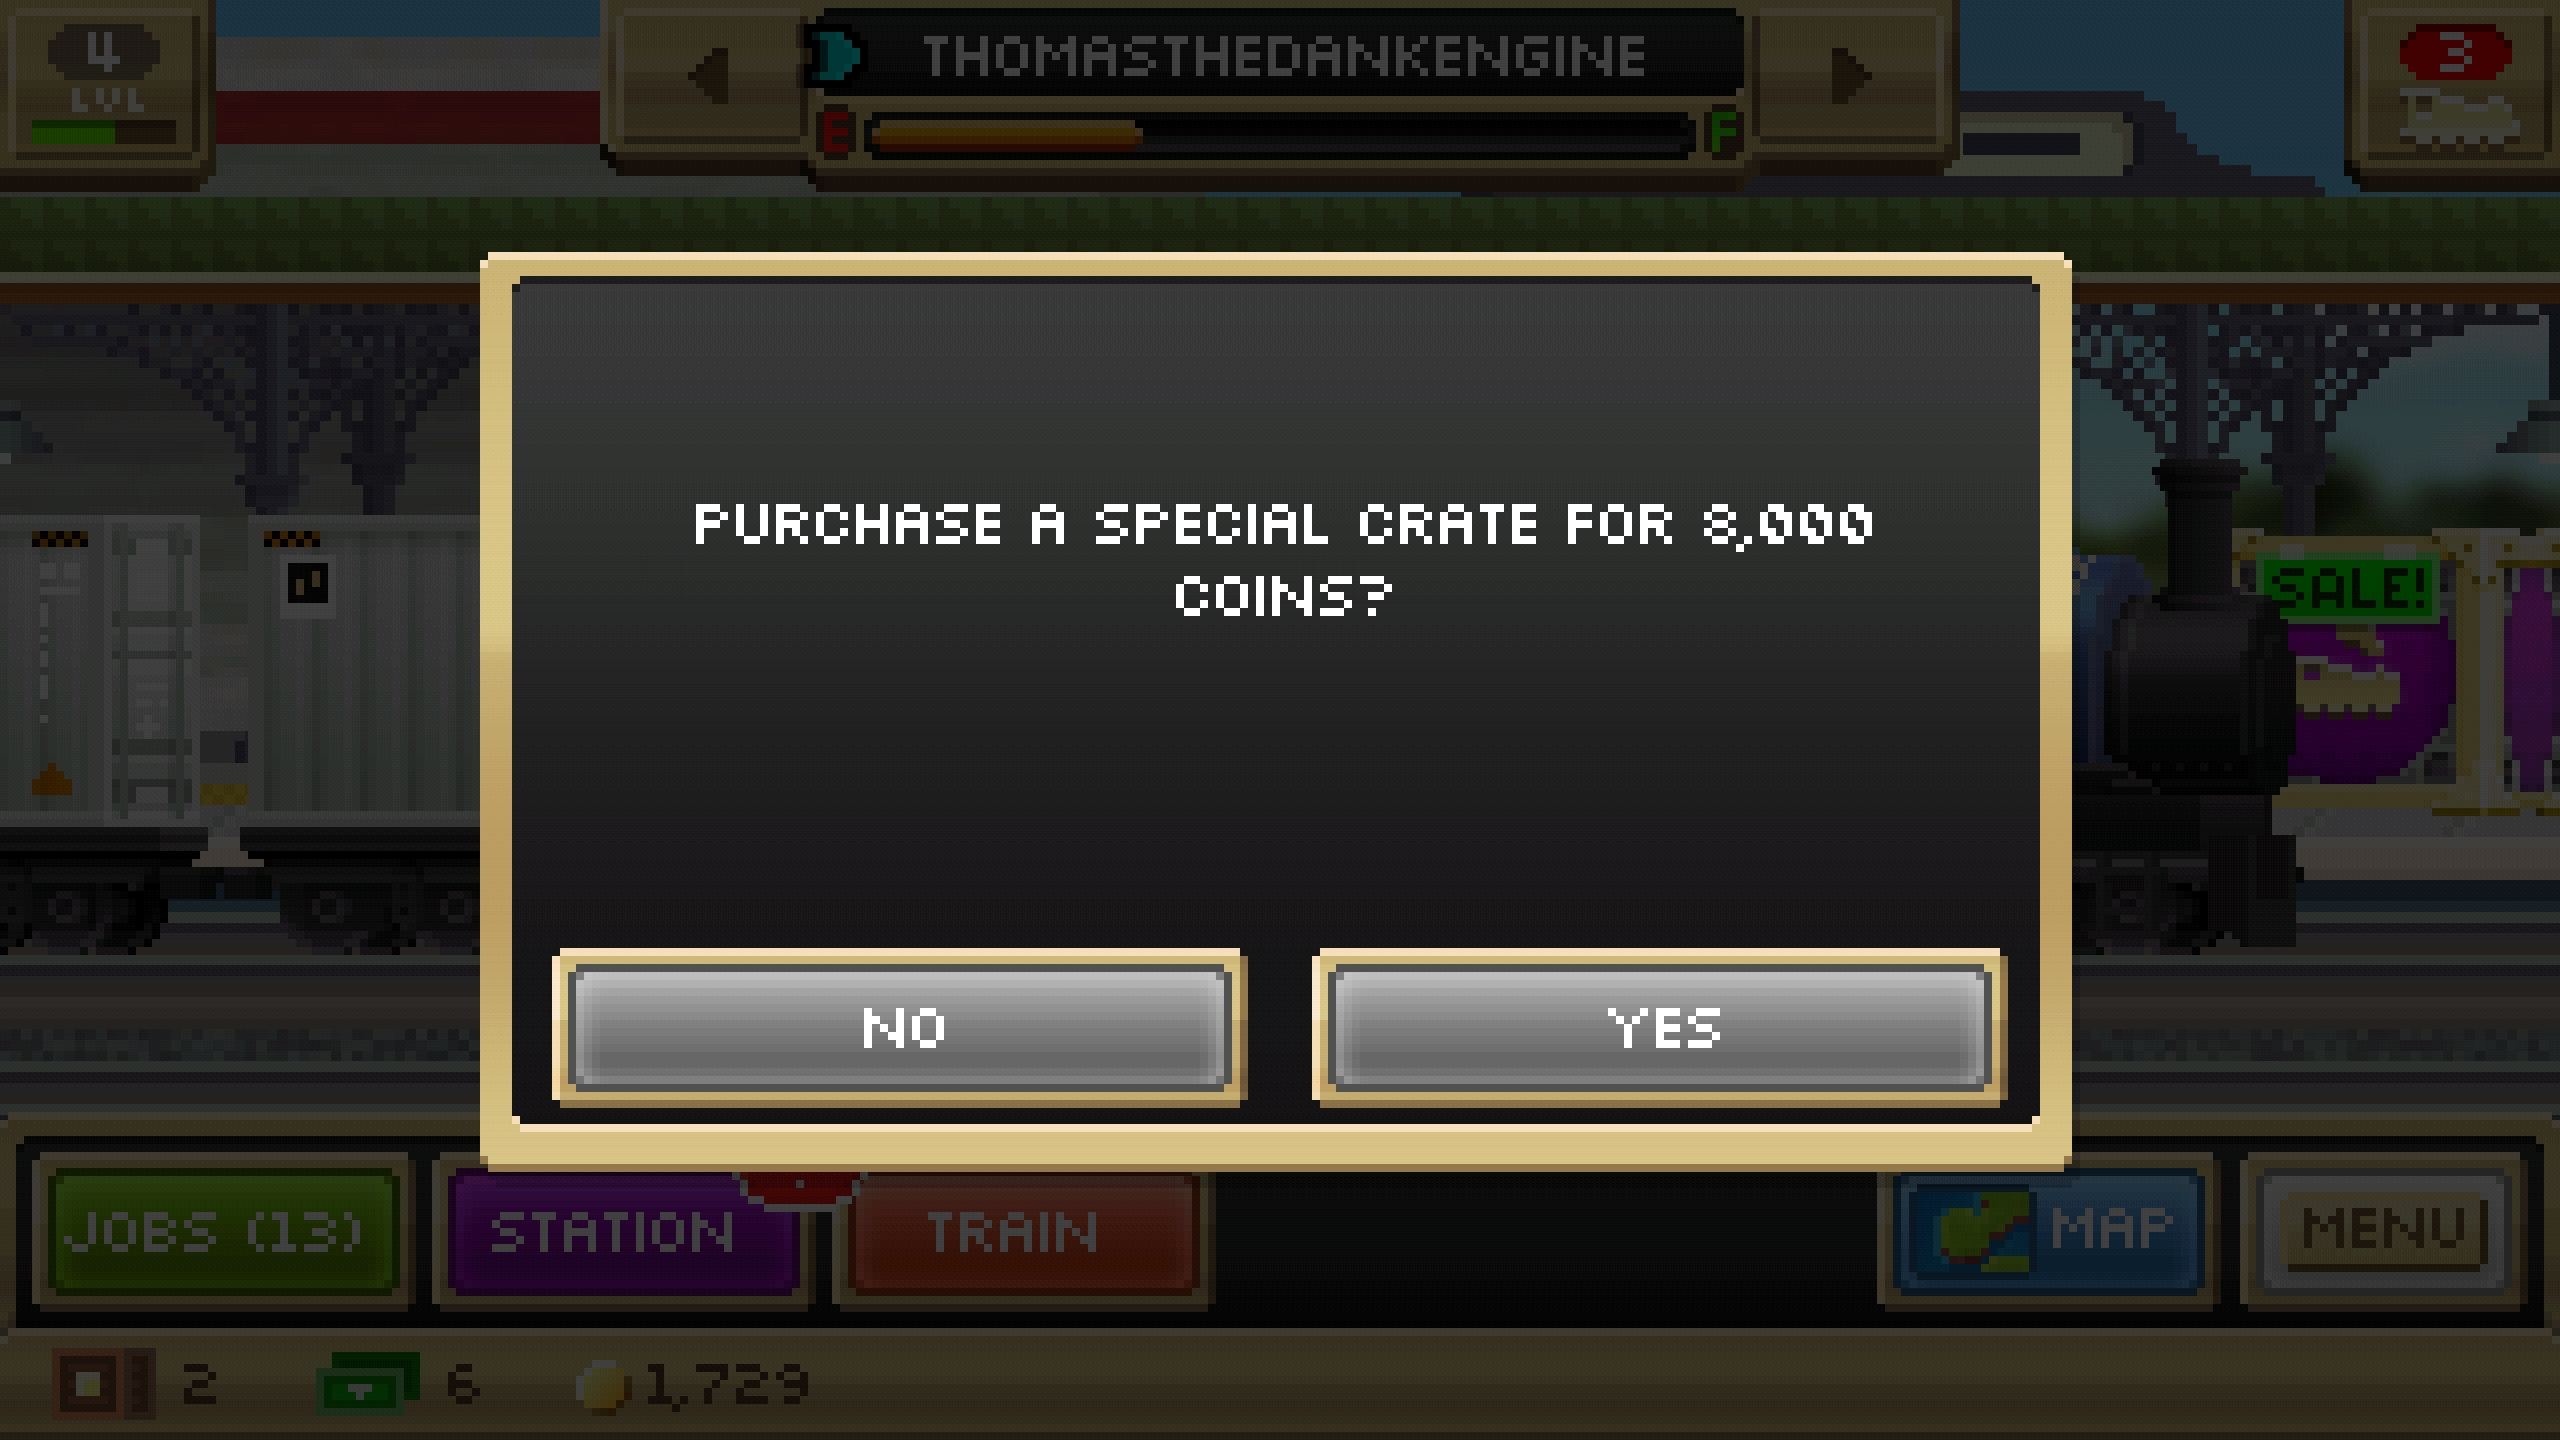 4
LVL
THOMASTHEDANKENGINE
E
F
3
PURCHASE A SPECIAL CRATE FOR 8,000
COINS?
SALE!
NO
YES
JOBS (13)
STATION
TRAIN
MAP
MENU
2
6
1,729